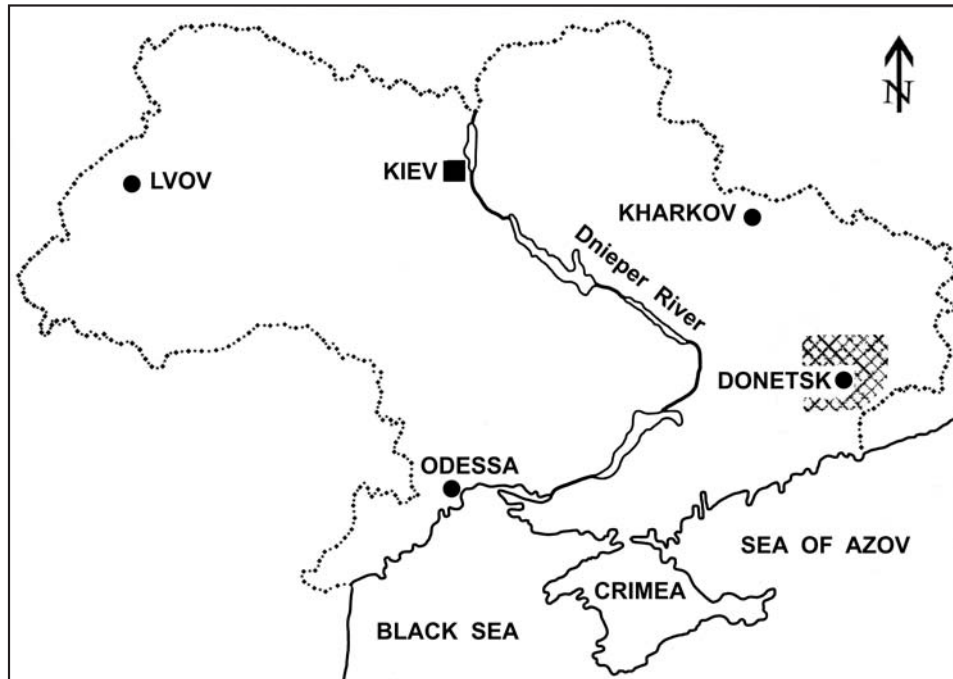 N
LVOV
KIEV
KHARKOV
Dnieper River
DONETSK
ODESSA
SEA OF AZOV
CRIMEA
BLACK SEA